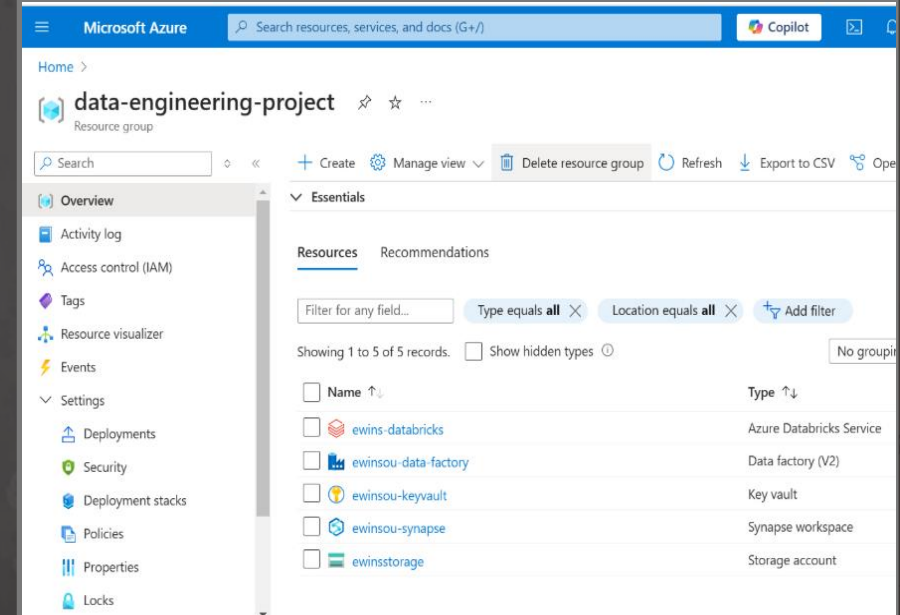 Microsoft Azure
Search resources, services, and docs (G+/)
Copilot
Home >
data-engineering-project
Resource group
Search
Create
Manage view
Delete resource group
Refresh
Export to CSV
Ope
Essentials
Overview
Activity log
Access control (IAM)
Tags
Resource visualizer
Events
Settings
Deployments
Security
Deployment stacks
Policies
Properties
Locks
Resources
Recommendations
Filter for any field...
Type equals all
Location equals all
Add filter
Showing 1 to 5 of 5 records.
Show hidden types
No groupin
Name
Type
ewins-databricks
Azure Databricks Service
ewinsou-data-factory
Data factory (V2)
ewinsou-keyvault
Key vault
ewinsou-synapse
Synapse workspace
ewinsstorage
Storage account